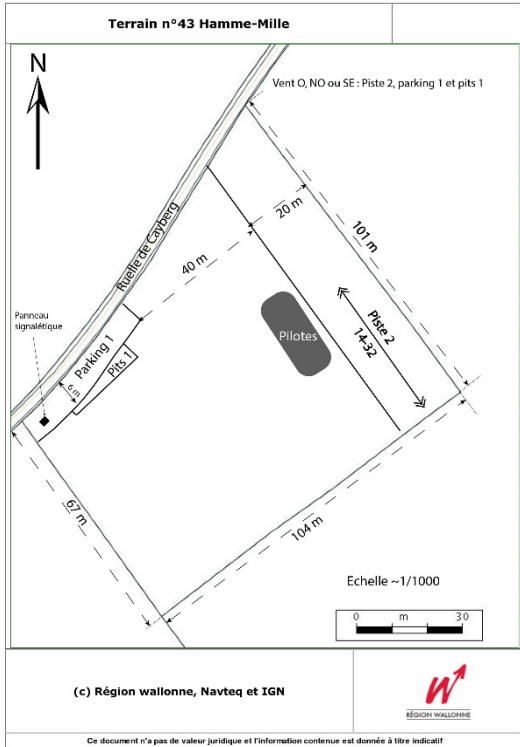 Terrain n°43 Hamme-Mille
N
Vent O, NO ou SE : Piste 2, parking 1 et pits 1
Ruelle de Cayberg
20 m
101 m
40 m
Piste 2
14-32
Pilotes
Panneau
signalétique
Parking 1
Pits 1
6 m
67 m
104 m
Echelle ~1/1000
0 m 30
(c) Région wallonne, Navteq et IGN
W
RÉGION WALLONNE
Ce document n'a pas de valeur juridique et l'information contenue est donnée à titre indicatif